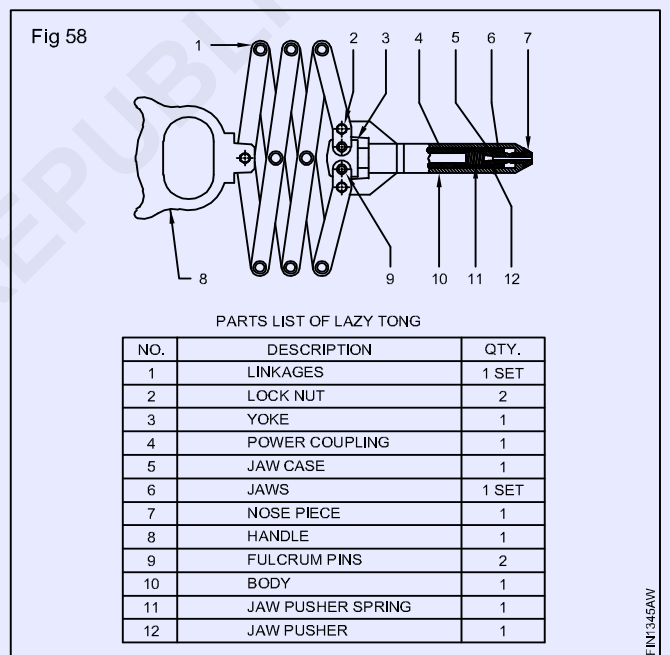 Fig 58
1 2 3 4 5 6 7
8 9 10 11 12
PARTS LIST OF LAZY TONG
NO. DESCRIPTION QTY.
1 LINKAGES 1 SET
2 LOCK NUT 2
3 YOKE 1
4 POWER COUPLING 1
5 JAW CASE 1
6 JAWS 1 SET
7 NOSE PIECE 1
8 HANDLE 1
9 FULCRUM PINS 2
10 BODY 1
11 JAW PUSHER SPRING 1
12 JAW PUSHER 1
FIN1345AW
REPUBLI